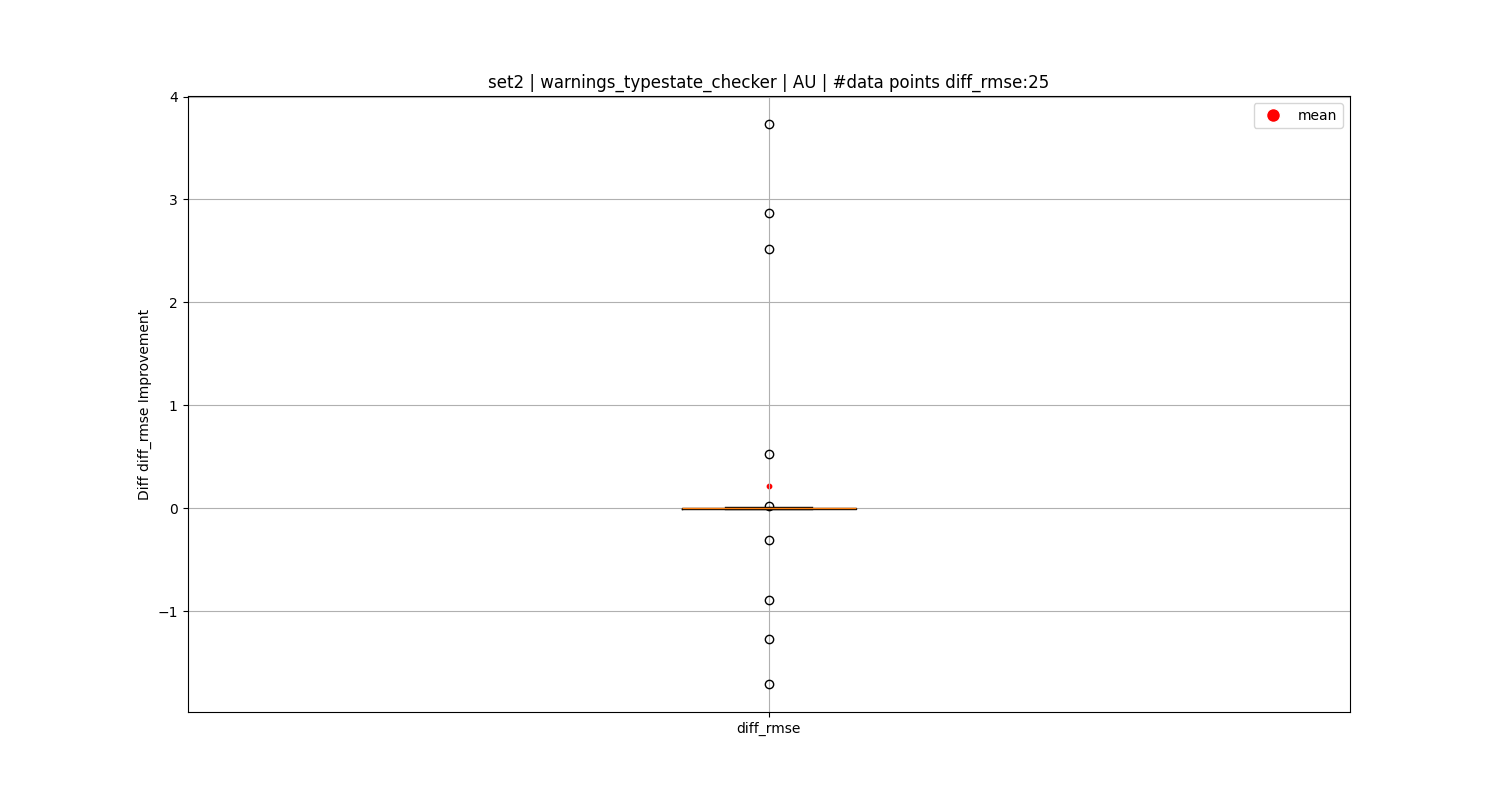 set2 | warnings_typestate_checker | AU | #data points diff_rmse:25
mean
Diff diff_rmse Improvement
4
3
2
1
0
−1
diff_rmse